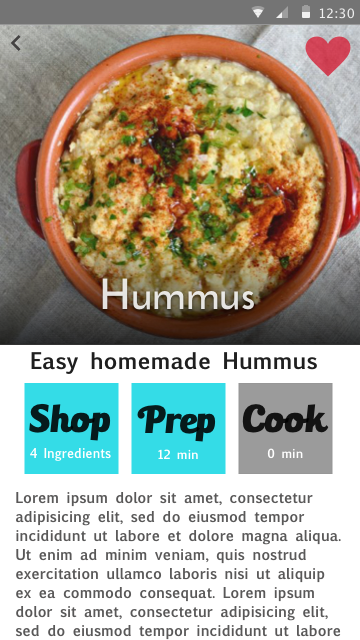 12:30
Hummus
Easy homemade Hummus
Shop Prep Cook
4 Ingredients 12 min 0 min
Lorem ipsum dolor sit amet, consectetur
adipisicing elit, sed do eiusmod tempor
incididunt ut labore et dolore magna aliqua.
Ut enim ad minim veniam, quis nostrud
exercitation ullamco laboris nisi ut aliquip
ex ea commodo consequat. Lorem ipsum
dolor sit amet, consectetur adipisicing elit,
sed do eiusmod tempor incididunt ut labore